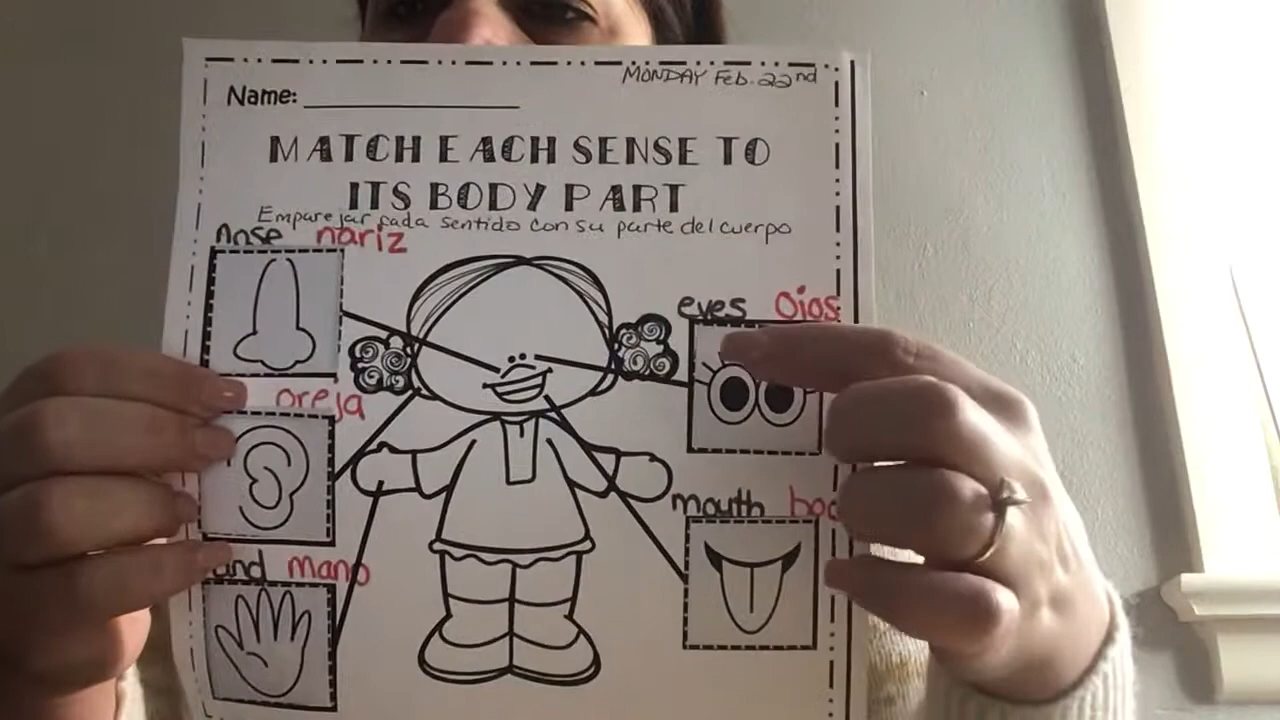 MONDAY Feb. 22nd
Name:
MATCH EACH SENSE TO
ITS BODY PART
Emparejar cada sentido con su parte del cuerpo
nose nariz
eyes Ojos
oreja
mouth
mano